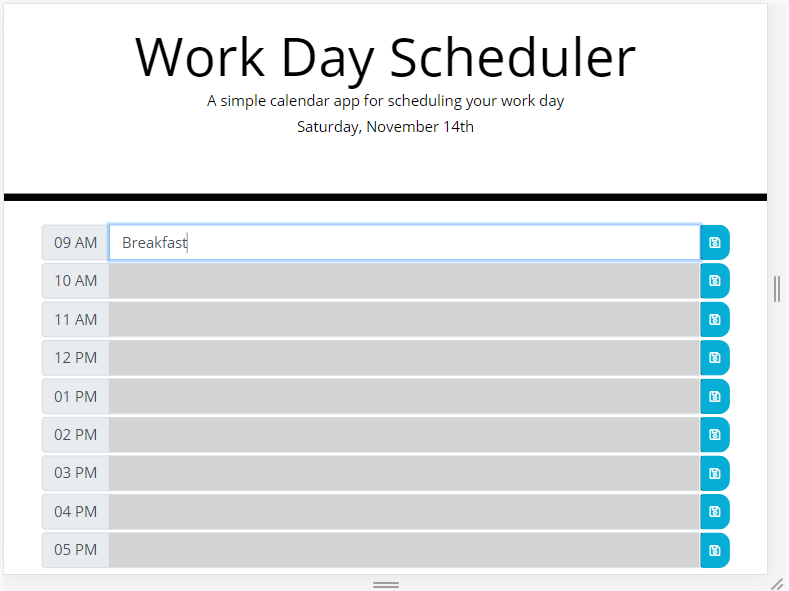 Work Day Scheduler
A simple calendar app for scheduling your work day
Saturday, November 14th
09 AM Breakfast
10 AM
11 AM
12 PM
01 PM
02 PM
03 PM
04 PM
05 PM